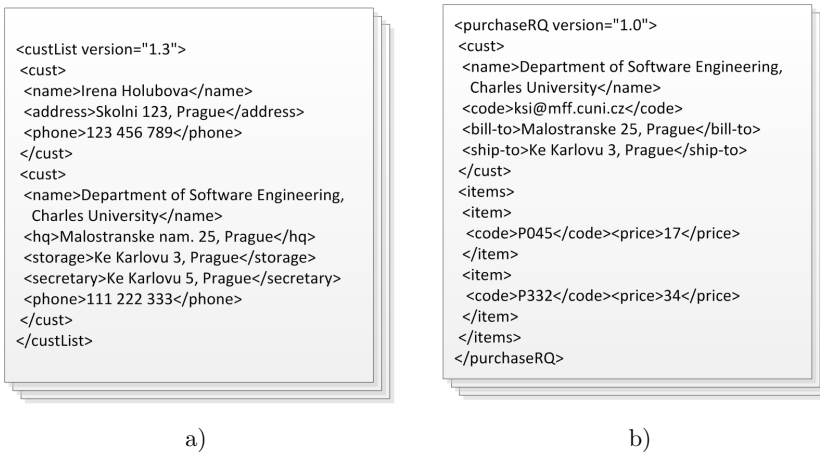 <custList version="1.3">
<cust>
<name>Irena Holubova</name>
<address>Skolni 123, Prague</address>
<phone>123 456 789</phone>
</cust>
<cust>
<name>Department of Software Engineering,
Charles University</name>
<hq>Malostranske nam. 25, Prague</hq>
<storage>Ke Karlovu 3, Prague</storage>
<secretary>Ke Karlovu 5, Prague</secretary>
<phone>111 222 333</phone>
</cust>
</custList>
a)
<purchaseRQ version="1.0">
<cust>
<name>Department of Software Engineering,
Charles University</name>
<code>ksi@mff.cuni.cz</code>
<bill-to>Malostranske 25, Prague</bill-to>
<ship-to>Ke Karlovu 3, Prague</ship-to>
</cust>
<items>
<item>
<code>P045</code><price>17</price>
</item>
<item>
<code>P332</code><price>34</price>
</item>
</items>
</purchaseRQ>
b)